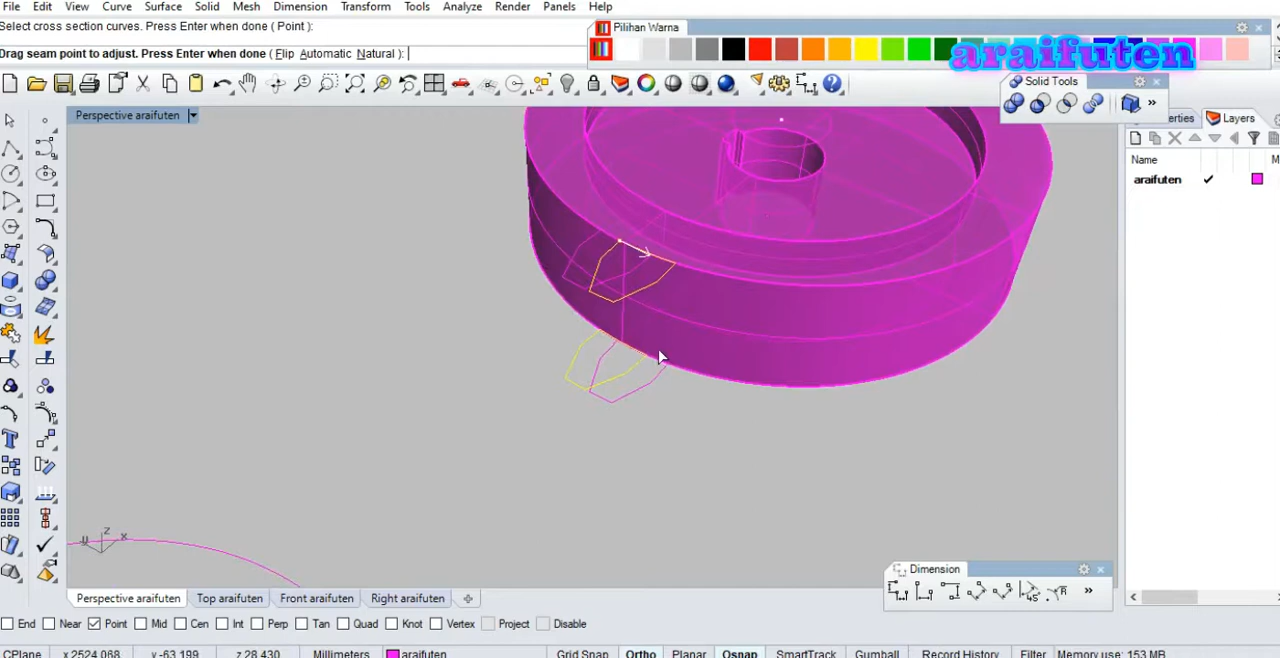 File Edit View Curve Surface Solid Mesh Dimension Transform Tools Analyze Render Panels Help
Select cross section curves. Press Enter when done ( Point ):
Pilihan Warna
Drag seam point to adjust. Press Enter when done ( Flip Automatic Natural ):
araifuten
Solid Tools
Perspective araifuten
Layers
Name
araifuten
z
x
Dimension
Perspective araifuten Top araifuten Front araifuten Right araifuten
End Near Point Mid Cen Int Perp Tan Quad Knot Vertex Project Disable
CPlane x 2524.068 y -63.199 z 28.430 Millimeters araifuten Grid Snap Ortho Planar Osnap SmartTrack Gumball Record History Filter Memory use: 153 MB